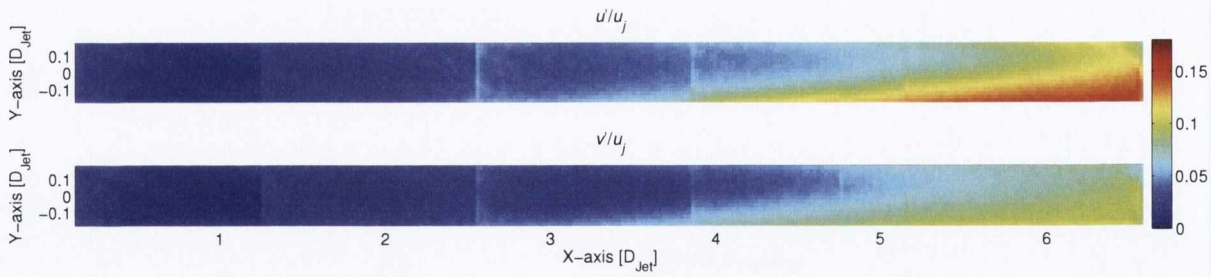 u'/u_j
Y-axis [D_Jet]
0.1
0
-0.1
v'/u_j
Y-axis [D_Jet]
0.1
0
-0.1
1 2 3 4 5 6
X-axis [D_Jet]
0.15
0.1
0.05
0